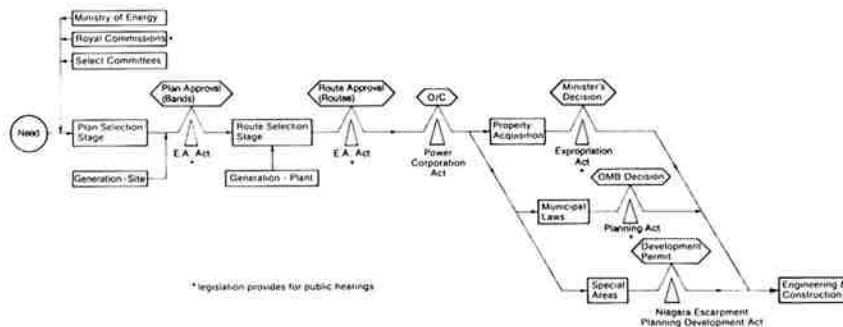 Ministry of Energy
Royal Commissions *
Select Committees
Need
Plan Selection
Stage
Generation - Site
Plan Approval
(Bands)
E.A. Act
*
Route Selection
Stage
Generation - Plant
Route Approval
(Routes)
E.A. Act
*
O/C
Power
Corporation
Act
Property
Acquisition
Minister's
Decision
Expropriation
Act
*
Municipal
Laws
OMB Decision
Planning Act
*
Special
Areas
Development
Permit
Niagara Escarpment
Planning Development Act
Engineering &
Construction
* legislation provides for public hearings